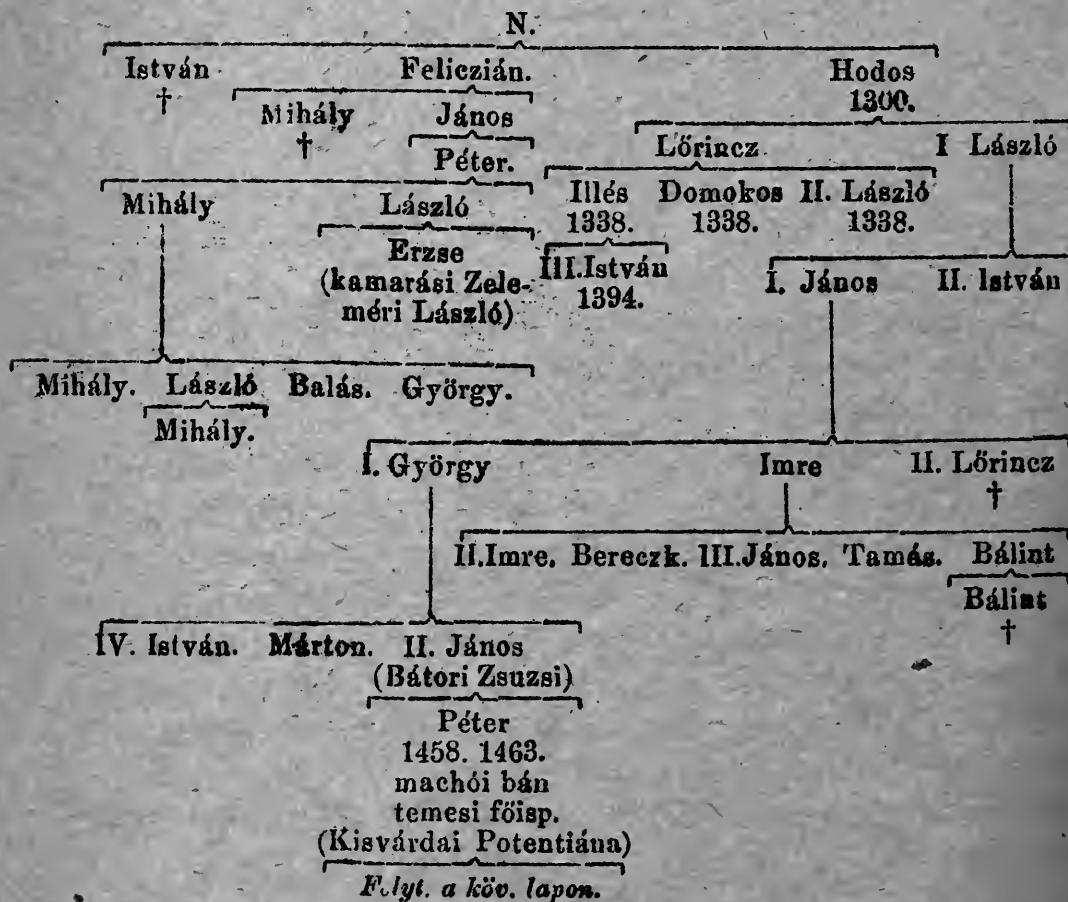 N.
István Feliczián. Hodos
† 1300.
Mihály János
† Lőrincz I László
Péter.
Mihály László Illés Domokos II. László
1338. 1338. 1338.
Erzse
(kamarási Zele- III.István I. János II. István
méri László) 1394.
Mihály. László Balás. György.
Mihály.
I. György Imre II. Lőrincz
†
II.Imre. Bereczk. III.János. Tamás. Bálint
Bálint
†
IV. István. Márton. II. János
(Bátori Zsuzsi)
Péter
1458. 1463.
machói bán
temesi főisp.
(Kisvárdai Potentiána)
Folyt. a köv. lapon.